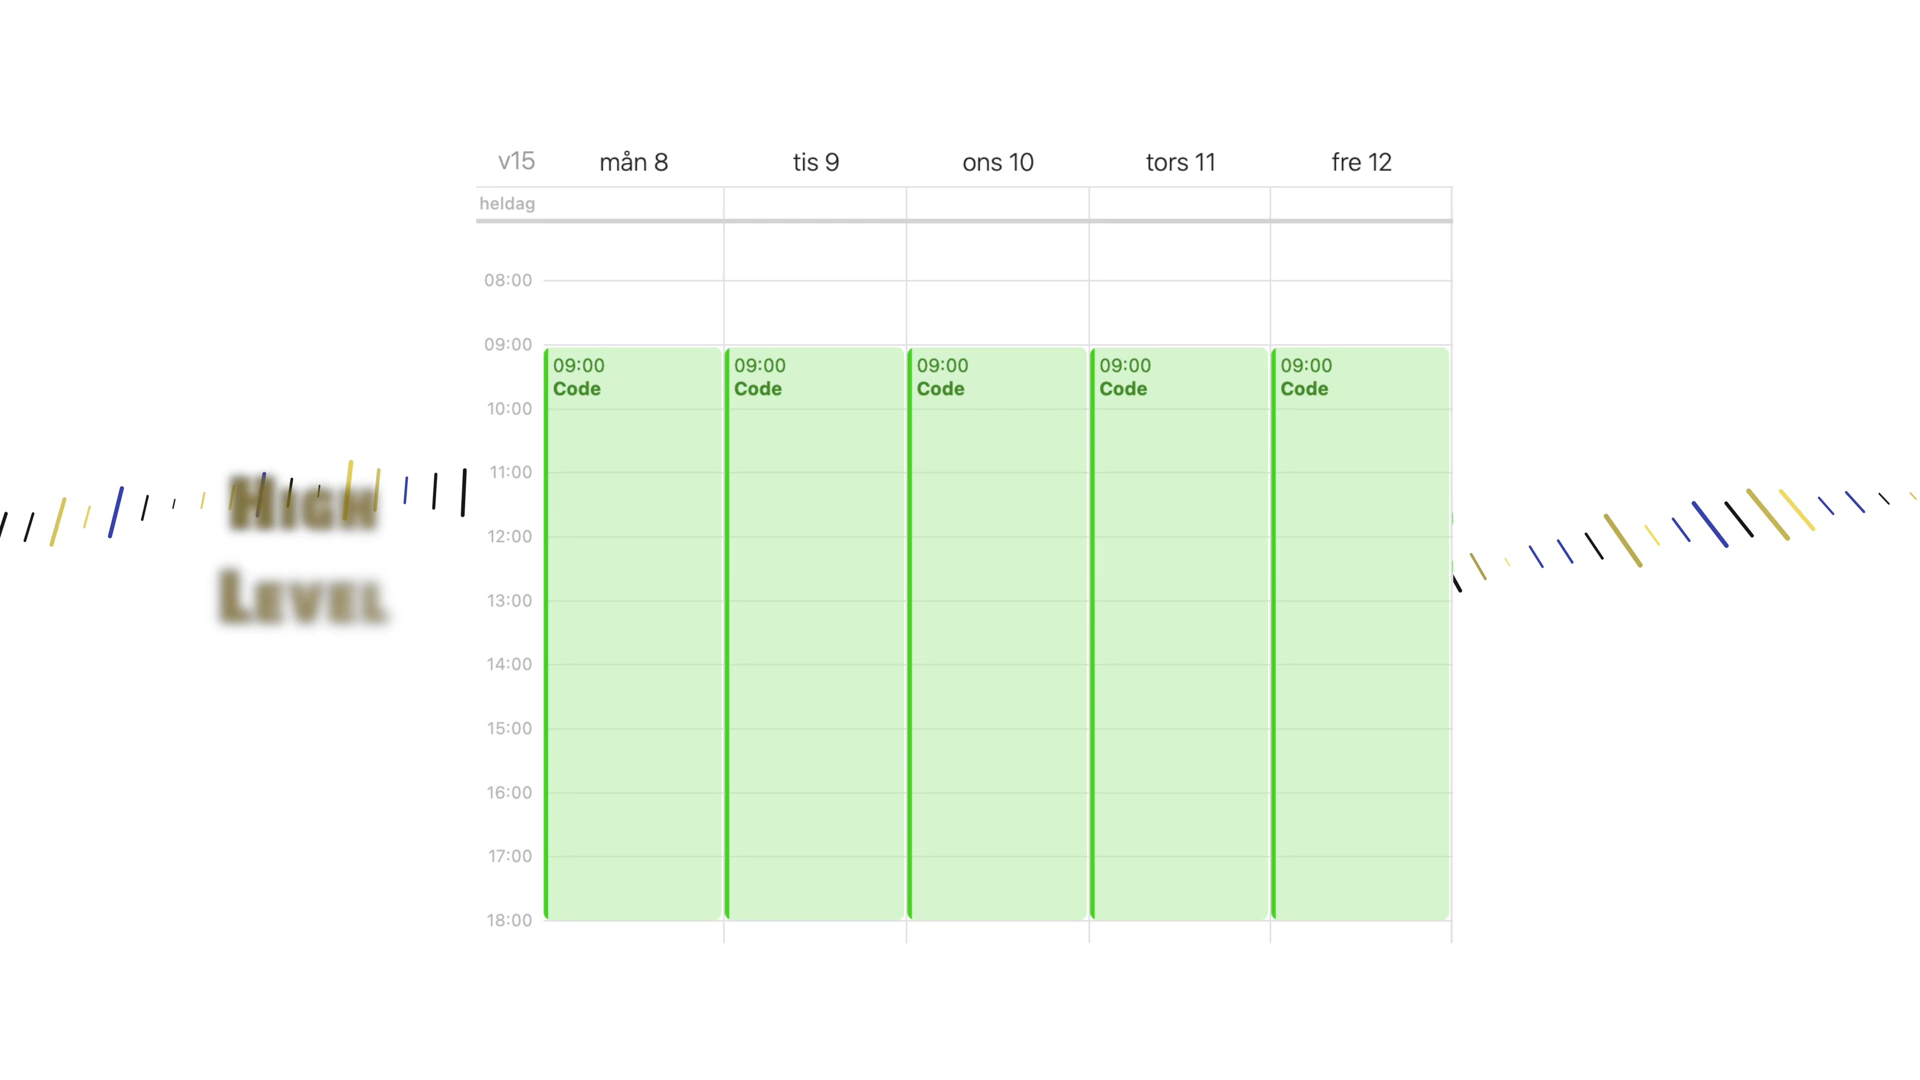 v15 mån 8 tis 9 ons 10 tors 11 fre 12
heldag
08:00
09:00
09:00 09:00 09:00 09:00 09:00
Code Code Code Code Code
10:00
11:00
High
12:00
Level
13:00
14:00
15:00
16:00
17:00
18:00